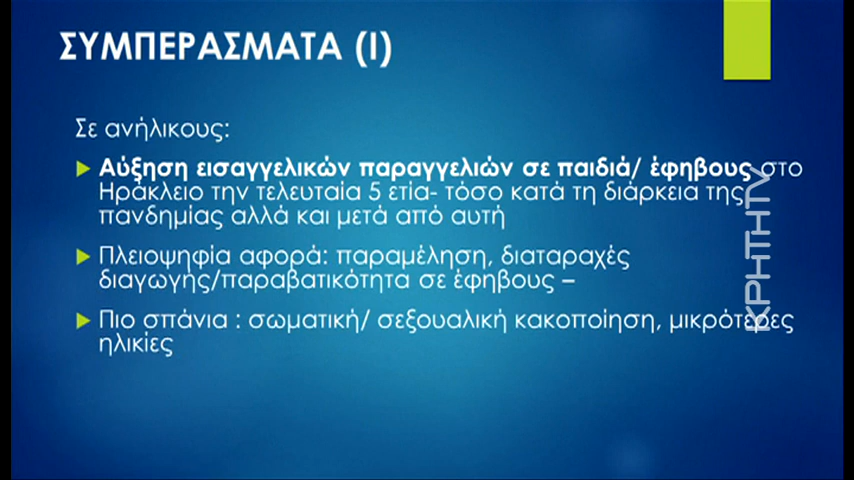 ΣΥΜΠΕΡΑΣΜΑΤΑ (Ι)
Σε ανήλικους:
Αύξηση εισαγγελικών παραγγελιών σε παιδιά/ έφηβους στο
Ηράκλειο την τελευταία 5 ετία- τόσο κατά τη διάρκεια της
πανδημίας αλλά και μετά από αυτή
Πλειοψηφία αφορά: παραμέληση, διαταραχές
διαγωγής/παραβατικότητα σε έφηβους –
Πιο σπάνια : σωματική/ σεξουαλική κακοποίηση, μικρότερες
ηλικίες
ΚΡΗΤΗTV